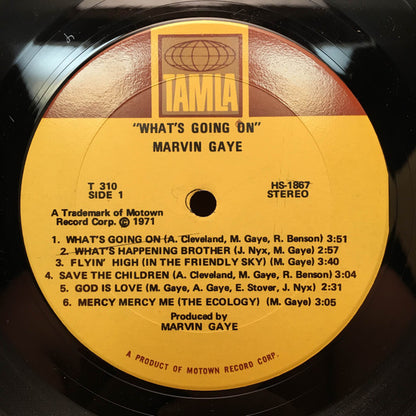 TAMLA
"WHAT'S GOING ON"
MARVIN GAYE
T 310 HS-1867
SIDE 1 STEREO
A Trademark of Motown
Record Corp. © 1971
1. WHAT'S GOING ON (A. Cleveland, M. Gaye, R. Benson) 3:51
2. WHAT'S HAPPENING BROTHER (J. Nyx, M. Gaye) 2:57
3. FLYIN' HIGH (IN THE FRIENDLY SKY) (M. Gaye) 3:40
4. SAVE THE CHILDREN (A. Cleveland, M. Gaye, R. Benson) 3:04
5. GOD IS LOVE (M. Gaye, A. Gaye, E. Stover, J. Nyx) 2:31
6. MERCY MERCY ME (THE ECOLOGY) (M. Gaye) 3:05
Produced by
MARVIN GAYE
A PRODUCT OF MOTOWN RECORD CORP.